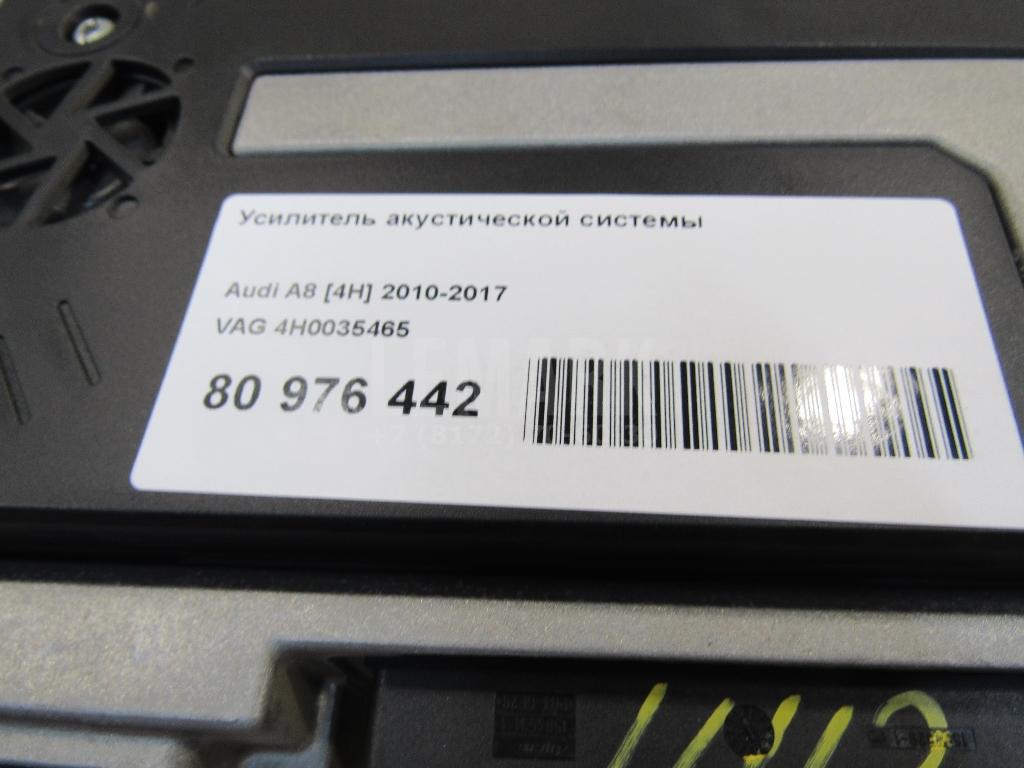 Усилитель акустической системы
Audi A8 [4H] 2010-2017
VAG 4H0035465
80 976 442